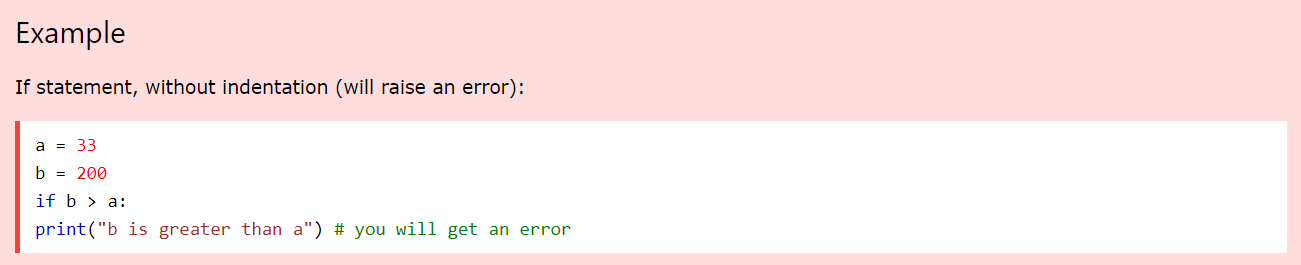 Example
If statement, without indentation (will raise an error):
a = 33
b = 200
if b > a:
print("b is greater than a") # you will get an error